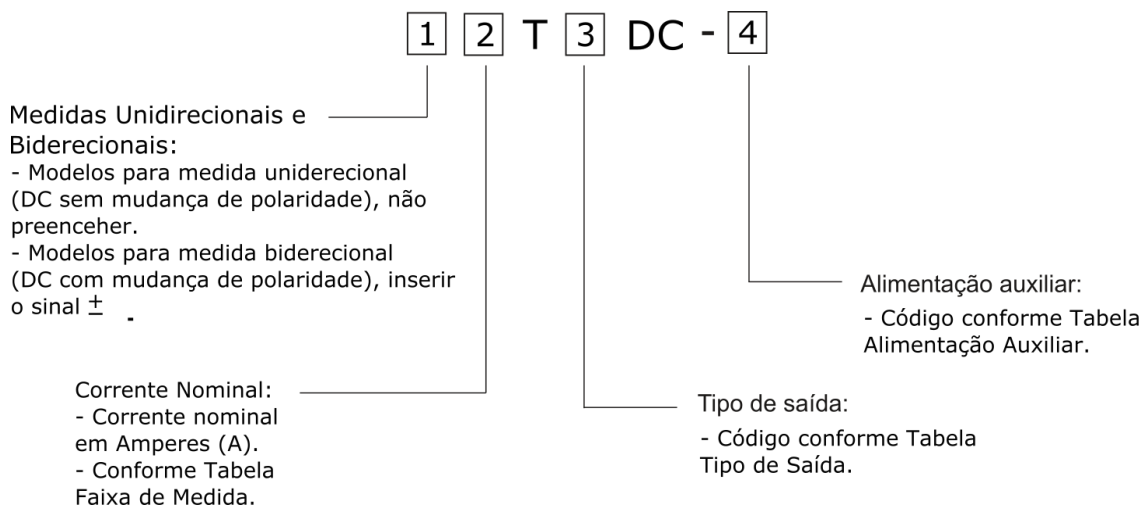 1 2 T 3 DC - 4
Medidas Unidirecionais e
Biderecionais:
- Modelos para medida uniderecional
(DC sem mudança de polaridade), não
preenceher.
- Modelos para medida biderecional
(DC com mudança de polaridade), inserir
o sinal ± -
Corrente Nominal:
- Corrente nominal
em Amperes (A).
- Conforme Tabela
Faixa de Medida.
Alimentação auxiliar:
- Código conforme Tabela
Alimentação Auxiliar.
Tipo de saída:
- Código conforme Tabela
Tipo de Saída.